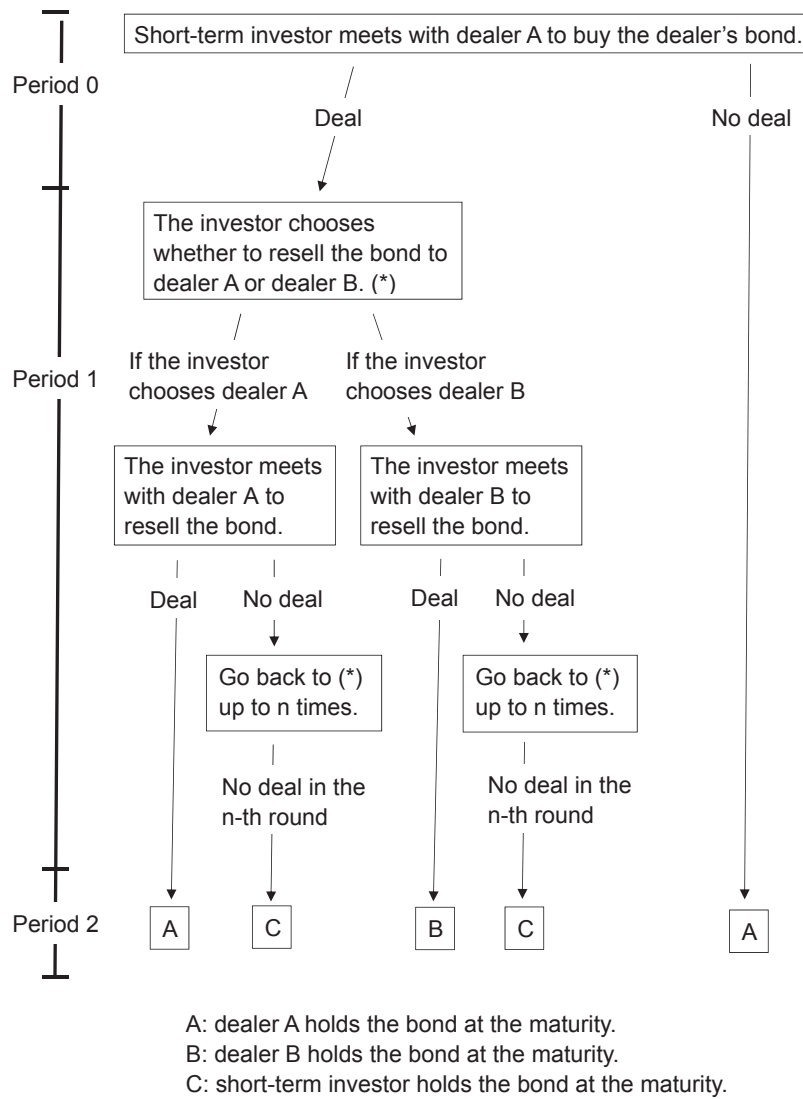 Short-term investor meets with dealer A to buy the dealer's bond.
Period 0
Deal
No deal
The investor chooses
whether to resell the bond to
dealer A or dealer B. (*)
Period 1
If the investor
chooses dealer A
If the investor
chooses dealer B
The investor meets
with dealer A to
resell the bond.
The investor meets
with dealer B to
resell the bond.
Deal
No deal
Deal
No deal
Go back to (*)
up to n times.
Go back to (*)
up to n times.
No deal in the
n-th round
No deal in the
n-th round
Period 2
A
C
B
C
A
A: dealer A holds the bond at the maturity.
B: dealer B holds the bond at the maturity.
C: short-term investor holds the bond at the maturity.